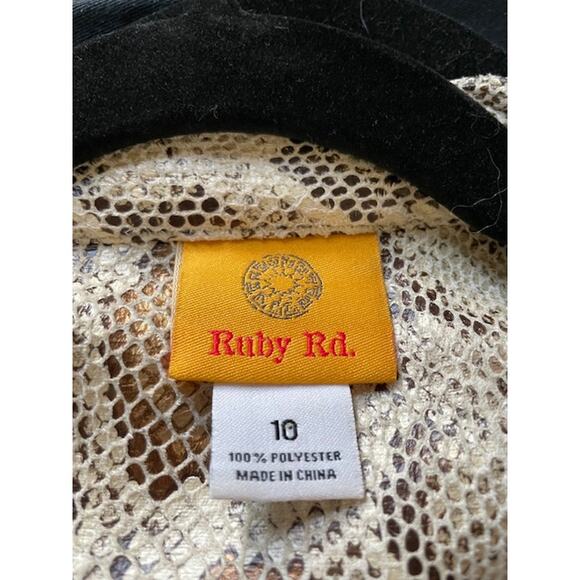 Ruby Rd.
10
100% POLYESTER
MADE IN CHINA